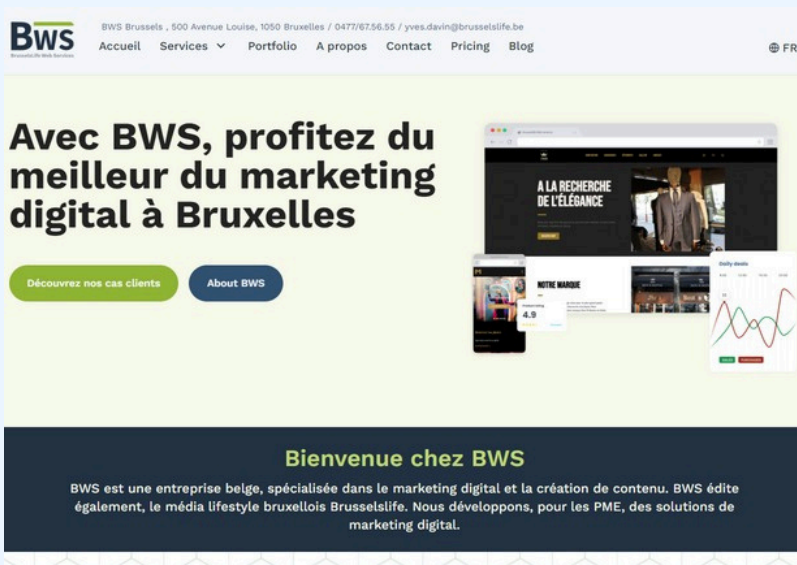 BWS
BWS Brussels , 500 Avenue Louise, 1050 Bruxelles / 0477/67.56.55 / yves.davin@brusselslife.be
Accueil Services Portfolio A propos Contact Pricing Blog
FR
Avec BWS, profitez du
meilleur du marketing
digital à Bruxelles
Découvrez nos cas clients
About BWS
A LA RECHERCHE
DE L'ÉLÉGANCE
NOTRE MARQUE
4.9
Daily deals
Bienvenue chez BWS
BWS est une entreprise belge, spécialisée dans le marketing digital et la création de contenu. BWS édite
également, le média lifestyle bruxellois Brusselslife. Nous développons, pour les PME, des solutions de
marketing digital.